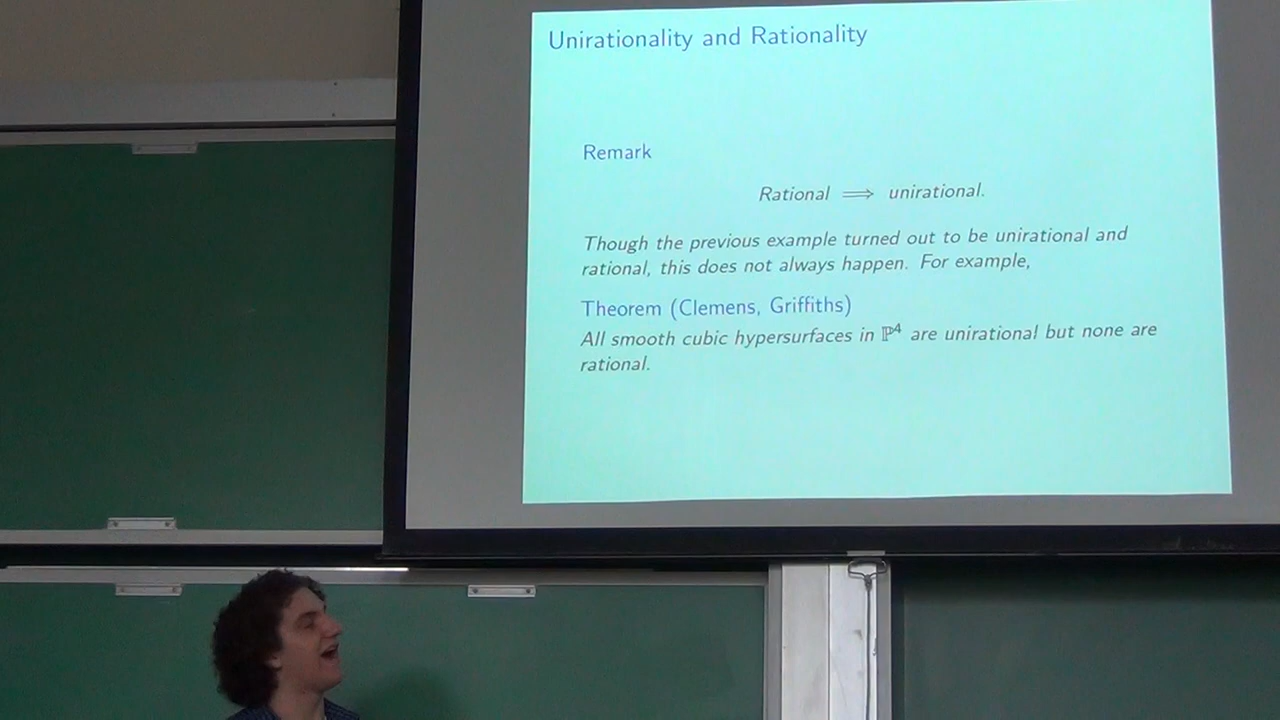 Unirationality and Rationality
Remark
Rational ⟹ unirational.
Though the previous example turned out to be unirational and
rational, this does not always happen. For example,
Theorem (Clemens, Griffiths)
All smooth cubic hypersurfaces in ℙ⁴ are unirational but none are
rational.